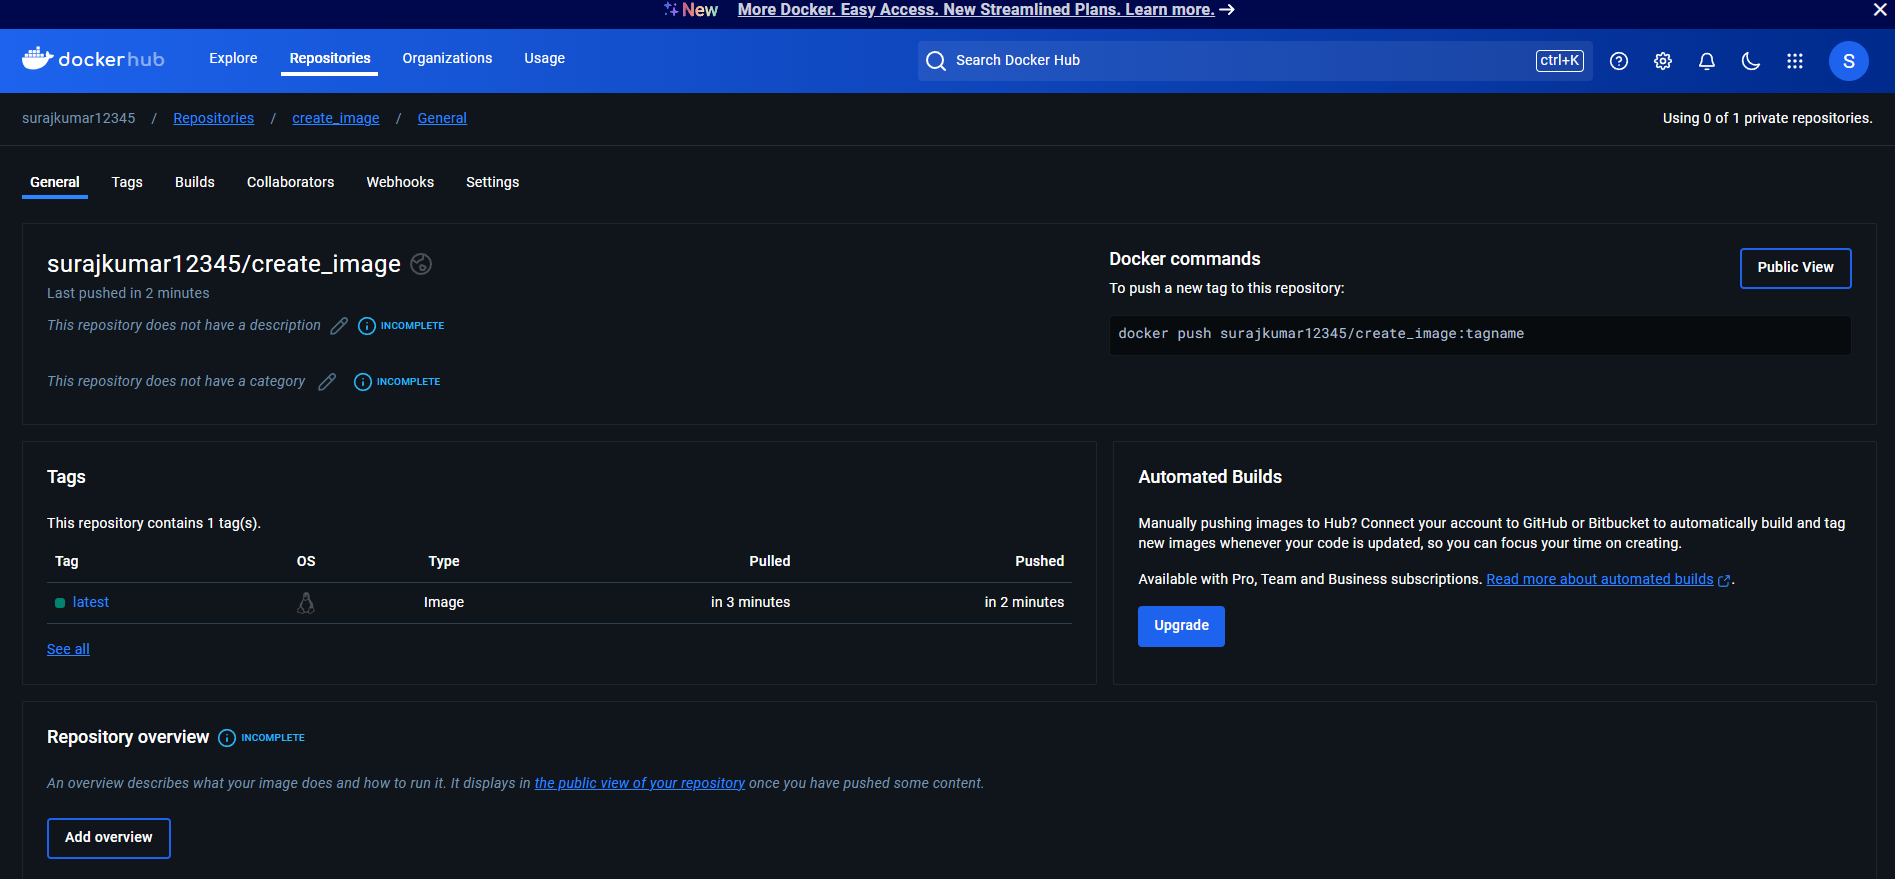 New More Docker. Easy Access. New Streamlined Plans. Learn more.
docker hub Explore Repositories Organizations Usage Search Docker Hub ctrl+K S
surajkumar12345 / Repositories / create_image / General Using 0 of 1 private repositories.
General Tags Builds Collaborators Webhooks Settings
surajkumar12345/create_image
Last pushed in 2 minutes
This repository does not have a description INCOMPLETE
This repository does not have a category INCOMPLETE
Docker commands
Public View
To push a new tag to this repository:
docker push surajkumar12345/create_image:tagname
Tags
This repository contains 1 tag(s).
Tag OS Type Pulled Pushed
latest Image in 3 minutes in 2 minutes
See all
Automated Builds
Manually pushing images to Hub? Connect your account to GitHub or Bitbucket to automatically build and tag
new images whenever your code is updated, so you can focus your time on creating.
Available with Pro, Team and Business subscriptions. Read more about automated builds.
Upgrade
Repository overview INCOMPLETE
An overview describes what your image does and how to run it. It displays in the public view of your repository once you have pushed some content.
Add overview